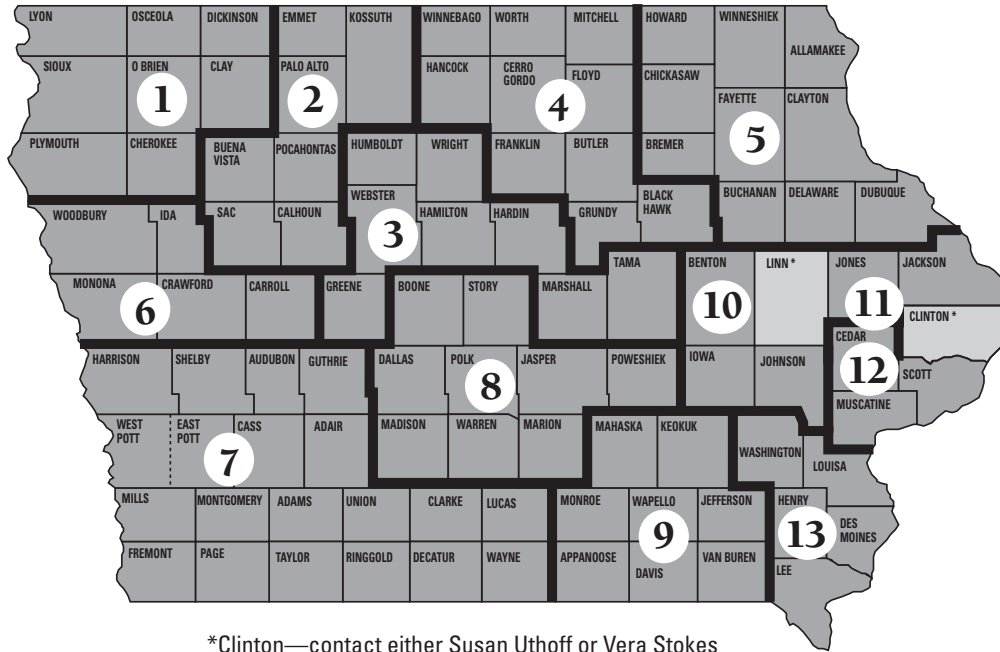 LYON OSCEOLA DICKINSON EMMET KOSSUTH WINNEBAGO WORTH MITCHELL HOWARD WINNESHIEK
ALLAMAKEE
SIOUX O BRIEN CLAY PALO ALTO HANCOCK CERRO GORDO FLOYD CHICKASAW
FAYETTE CLAYTON
1 2 4 5
PLYMOUTH CHEROKEE BUENA VISTA POCAHONTAS HUMBOLDT WRIGHT FRANKLIN BUTLER BREMER
WEBSTER BLACK HAWK BUCHANAN DELAWARE DUBUQUE
WOODBURY IDA SAC CALHOUN HAMILTON HARDIN GRUNDY
3
MONONA CRAWFORD CARROLL GREENE BOONE STORY MARSHALL TAMA BENTON LINN * JONES JACKSON
6 10 11
CLINTON *
HARRISON SHELBY AUDUBON GUTHRIE DALLAS POLK JASPER POWESHIEK IOWA JOHNSON CEDAR
8 12
SCOTT
MUSCATINE
WEST POTT EAST POTT CASS ADAIR MADISON WARREN MARION MAHASKA KEOKUK WASHINGTON
LOUISA
7
MILLS MONTGOMERY ADAMS UNION CLARKE LUCAS MONROE WAPELLO JEFFERSON HENRY
DES MOINES
9 13
FREMONT PAGE TAYLOR RINGGOLD DECATUR WAYNE APPANOOSE DAVIS VAN BUREN LEE
*Clinton—contact either Susan Uthoff or Vera Stokes